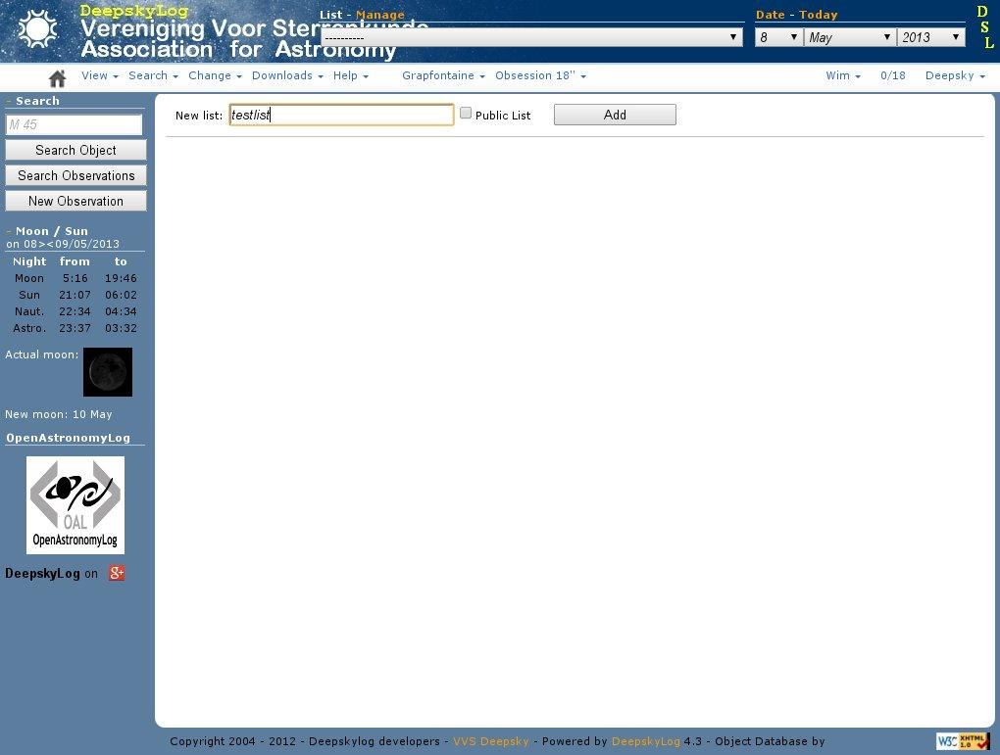 DeepskyLog
Vereniging Voor Sterrenkunde
Association for Astronomy
List - Manage
----------
Date - Today
8 May 2013
D
S
L
View Search Change Downloads Help Grapfontaine Obsession 18" Wim 0/18 Deepsky
- Search
M 45
Search Object
Search Observations
New Observation
- Moon / Sun
on 08><09/05/2013
Night from to
Moon 5:16 19:46
Sun 21:07 06:02
Naut. 22:34 04:34
Astro. 23:37 03:32
Actual moon:
New moon: 10 May
OpenAstronomyLog
OAL
OpenAstronomyLog
DeepskyLog on g+
New list: testlist Public List Add
Copyright 2004 - 2012 - Deepskylog developers - VVS Deepsky - Powered by DeepskyLog 4.3 - Object Database by
W3C XHTML 1.0